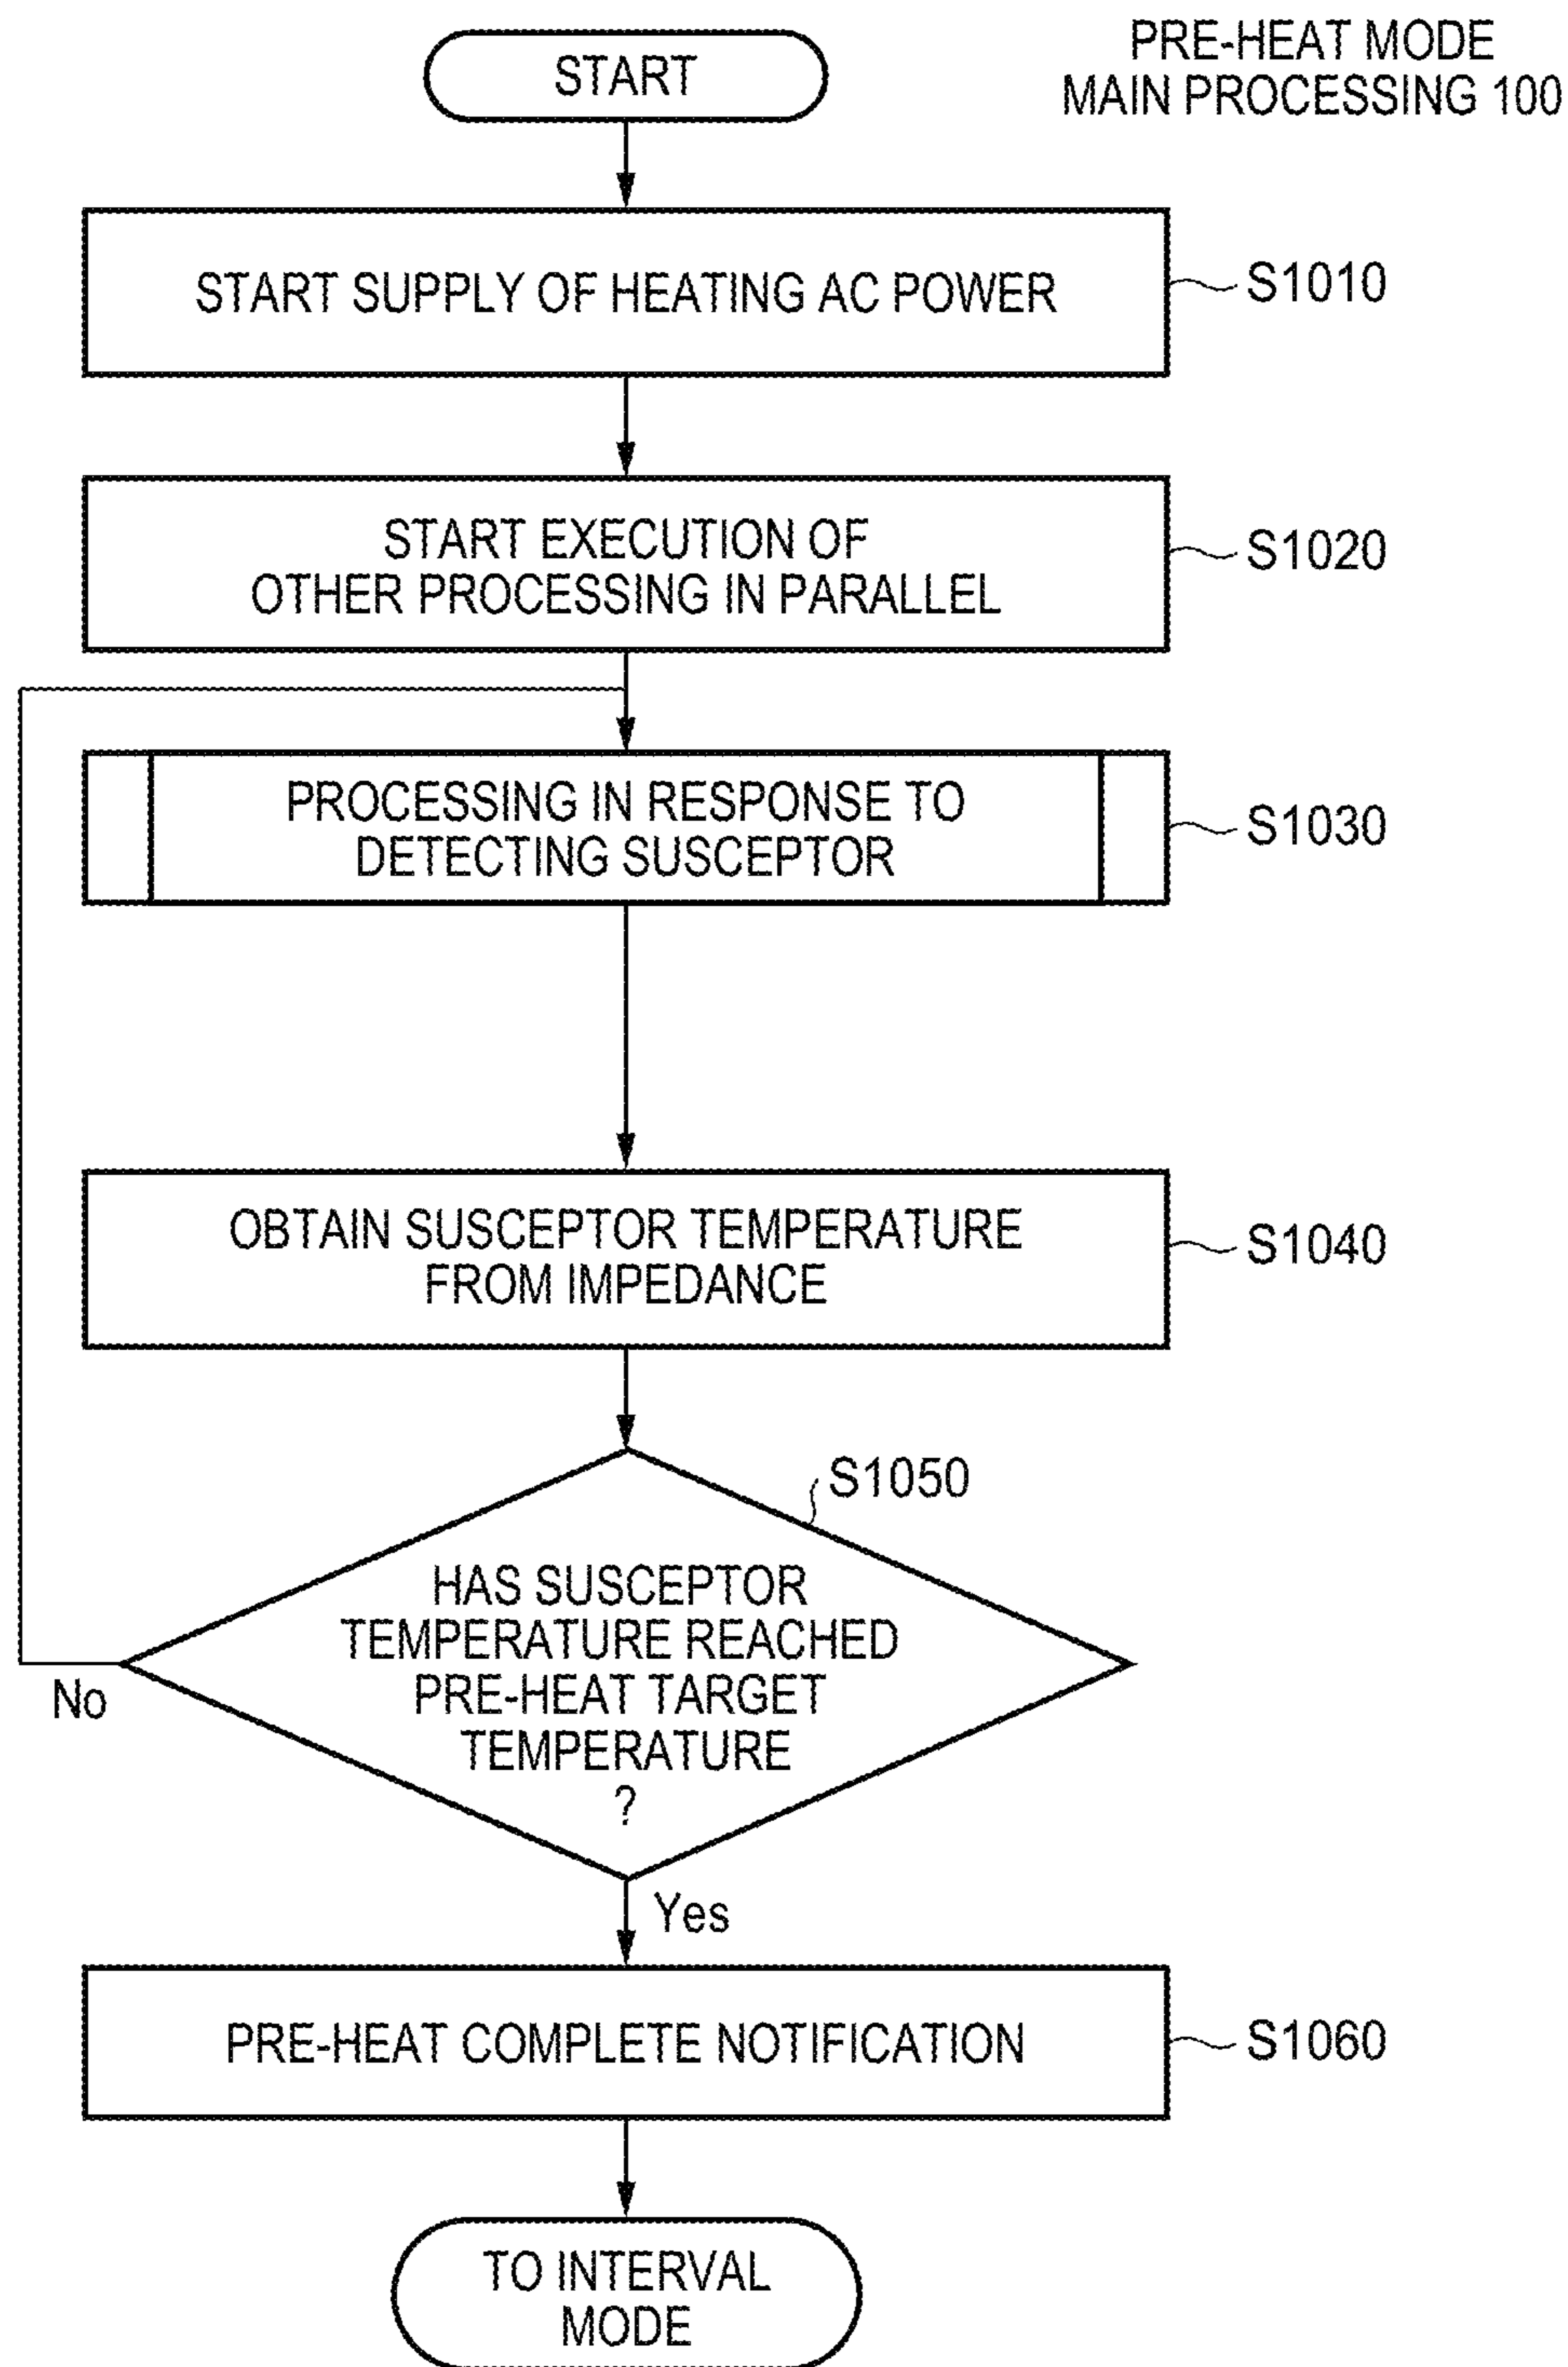 PRE-HEAT MODE
MAIN PROCESSING 100
START
START SUPPLY OF HEATING AC POWER
S1010
START EXECUTION OF
OTHER PROCESSING IN PARALLEL
S1020
PROCESSING IN RESPONSE TO
DETECTING SUSCEPTOR
S1030
OBTAIN SUSCEPTOR TEMPERATURE
FROM IMPEDANCE
S1040
S1050
HAS SUSCEPTOR
TEMPERATURE REACHED
PRE-HEAT TARGET
TEMPERATURE
?
No
Yes
PRE-HEAT COMPLETE NOTIFICATION
S1060
TO INTERVAL
MODE